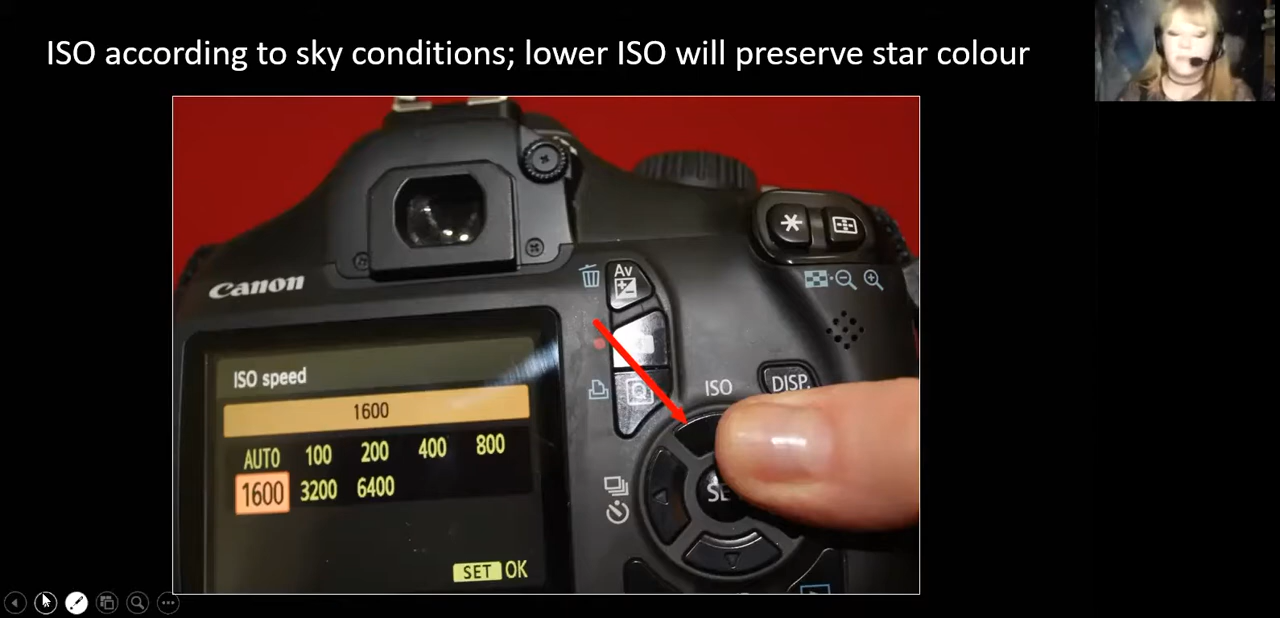 ISO according to sky conditions; lower ISO will preserve star colour
Canon
Av
ISO
DISP.
ISO speed
1600
AUTO 100 200 400 800
1600 3200 6400
SET OK
Q